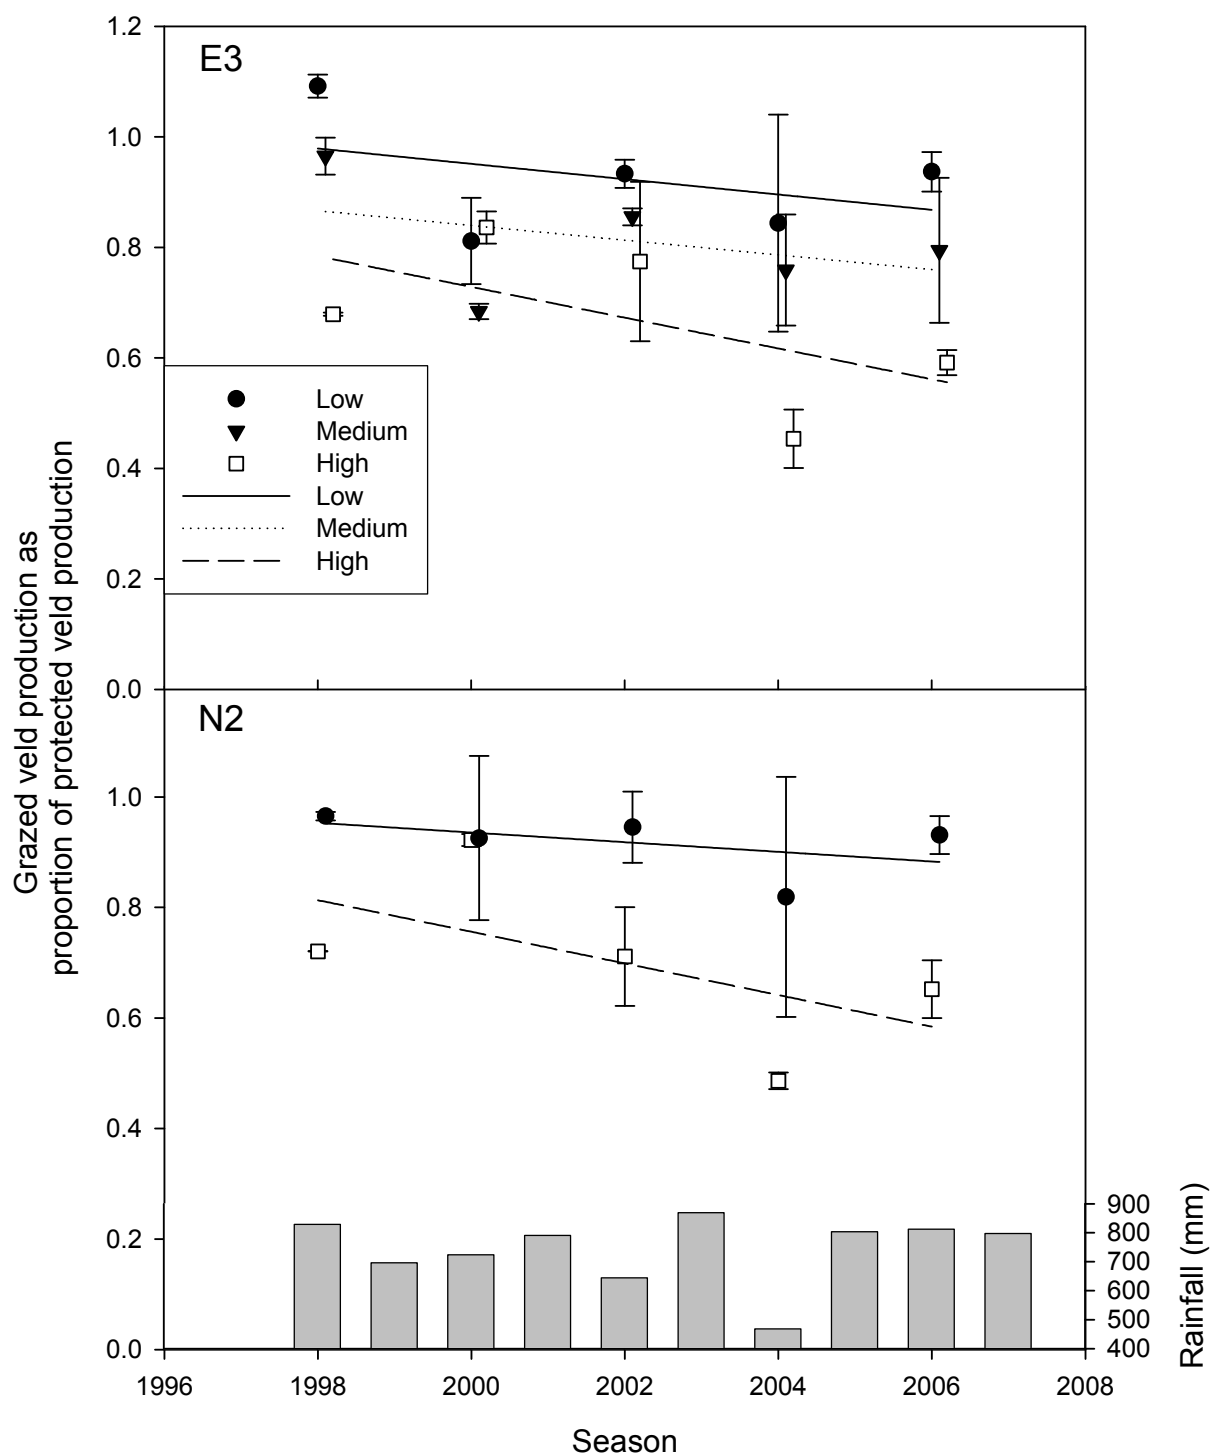 1.2
E3
1.0
0.8
0.6
Low
Medium
High
Low
Medium
High
0.4
0.2
0.0
Grazed veld production as
proportion of protected veld production
N2
1.0
0.8
0.6
0.4
0.2
0.0
900
800
700
600
500
400
Rainfall (mm)
1996 1998 2000 2002 2004 2006 2008
Season